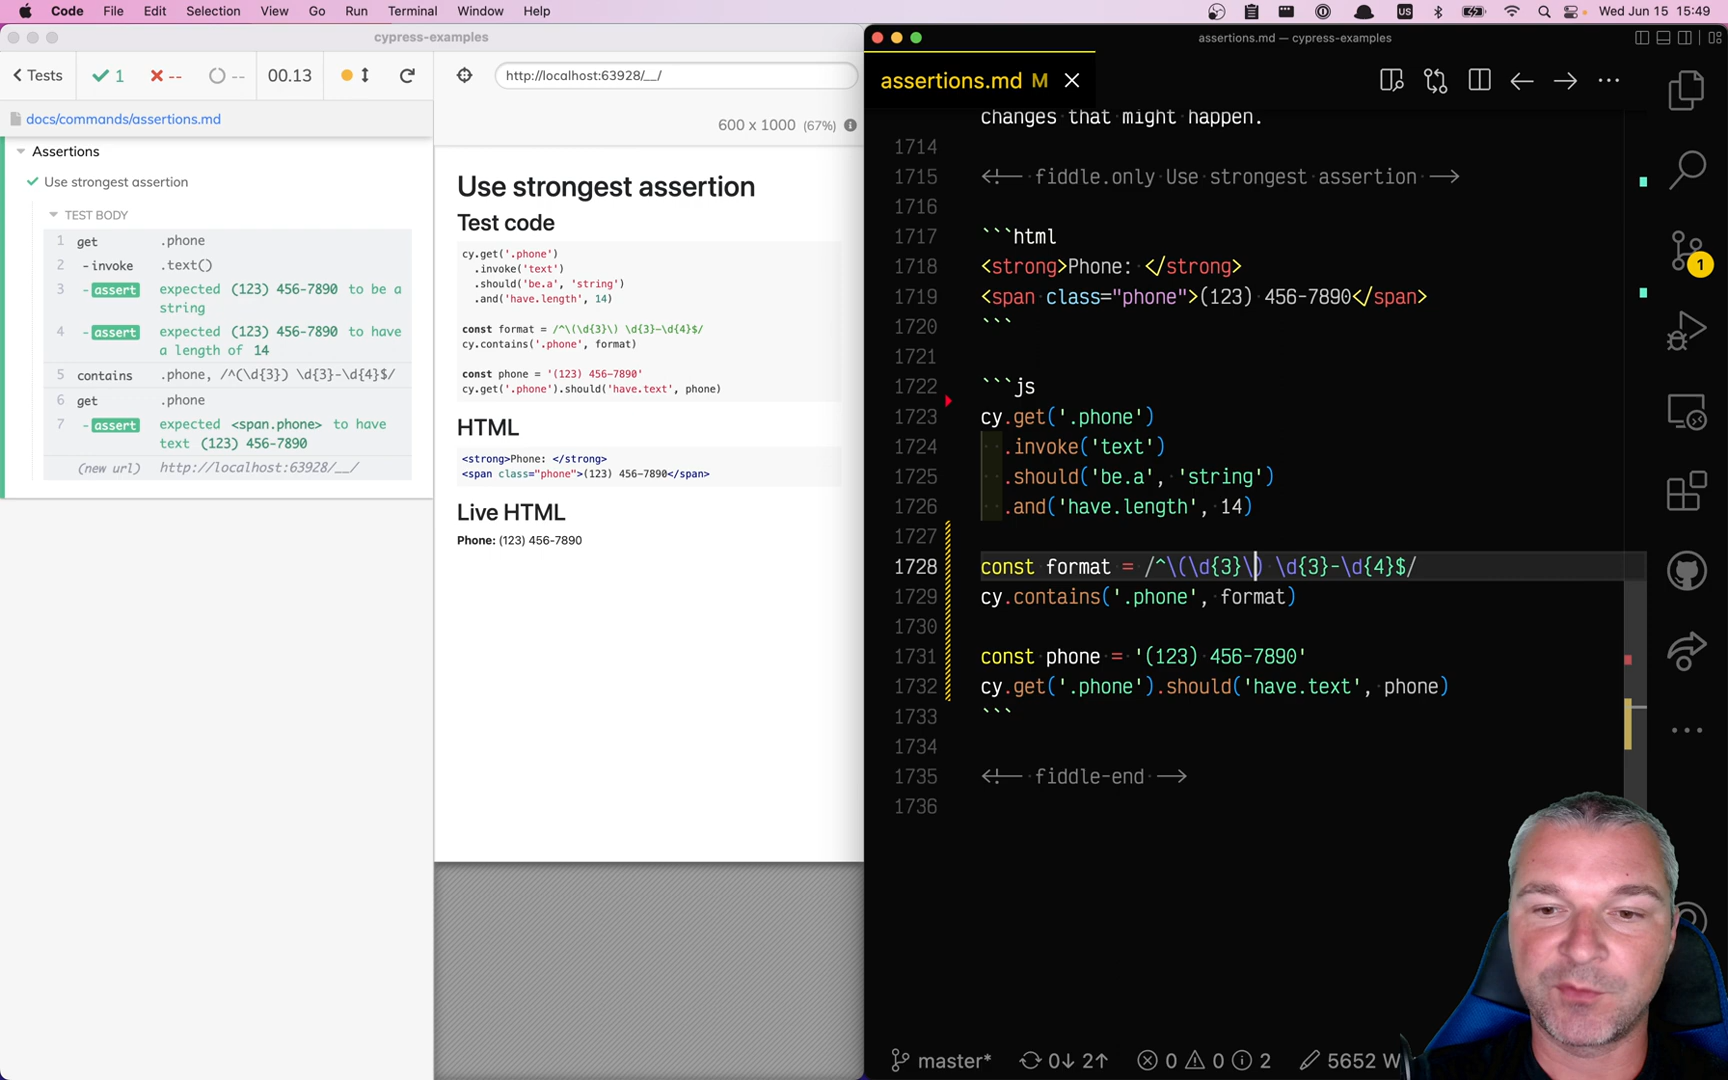 Code File Edit Selection View Go Run Terminal Window Help US Wed Jun 15 15:49
cypress-examples
Tests 1 -- -- 00.13
docs/commands/assertions.md
Assertions
Use strongest assertion
TEST BODY
1 get .phone
2 -invoke .text()
3 -assert expected (123) 456-7890 to be a
string
4 -assert expected (123) 456-7890 to have
a length of 14
5 contains .phone, /^(\d{3}) \d{3}-\d{4}$/
6 get .phone
7 -assert expected <span.phone> to have
text (123) 456-7890
(new url) http://localhost:63928/__/
http://localhost:63928/__/
600 x 1000 (67%)
Use strongest assertion
Test code
cy.get('.phone')
.invoke('text')
.should('be.a', 'string')
.and('have.length', 14)
const format = /^\(\d{3}\) \d{3}-\d{4}$/
cy.contains('.phone', format)
const phone = '(123) 456-7890'
cy.get('.phone').should('have.text', phone)
HTML
<strong>Phone: </strong>
<span class="phone">(123) 456-7890</span>
Live HTML
Phone: (123) 456-7890
assertions.md — cypress-examples
assertions.md M
changes that might happen.
1714
1715 <!-- fiddle.only Use strongest assertion -->
1716
1717 ```html
1718 <strong>Phone: </strong>
1719 <span class="phone">(123) 456-7890</span>
1720 ```
1721
1722 ```js
1723 cy.get('.phone')
1724 .invoke('text')
1725 .should('be.a', 'string')
1726 .and('have.length', 14)
1727
1728 const format = /^\(\d{3}\) \d{3}-\d{4}$/
1729 cy.contains('.phone', format)
1730
1731 const phone = '(123) 456-7890'
1732 cy.get('.phone').should('have.text', phone)
1733 ```
1734
1735 <!-- fiddle-end -->
1736
1
master* 0↓ 2↑ 0 0 2 5652 W